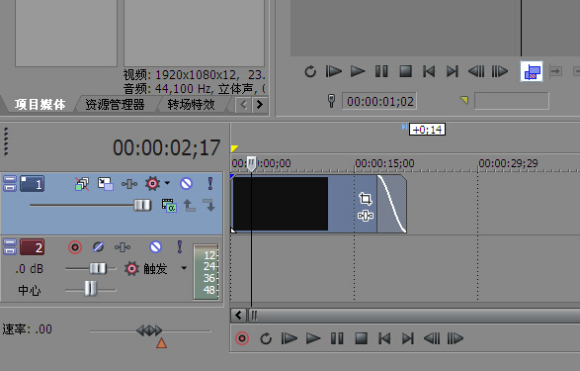 视频: 1920x1080x12, 23.
音频: 44,100 Hz, 立体声, (
项目媒体 资源管理器 转场特效
00:00:01;02
+0;14
00:00:02;17
00:00:00;00 00:00:15;00 00:00:29;29
1
2
.0 dB 触发
中心
12
24
36
48
速率: .00